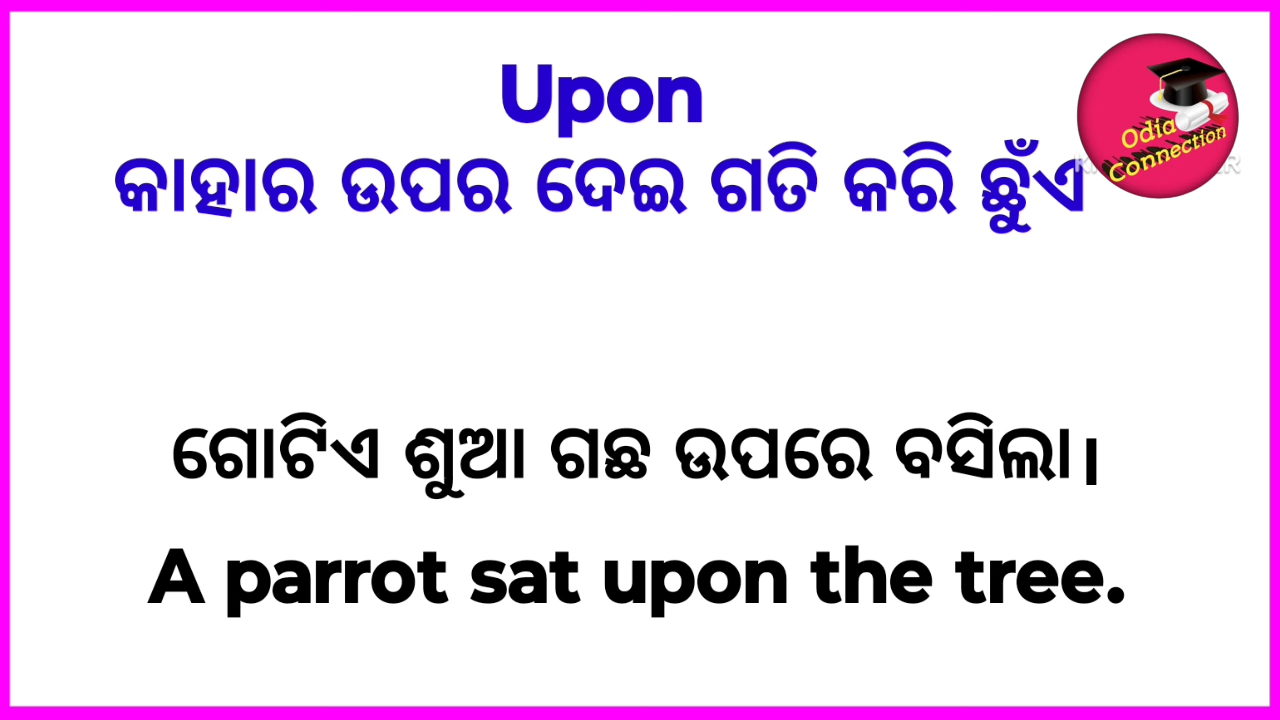 Upon
କାହାର ଉପର ଦେଇ ଗତି କରି ଛୁଁଏ
Odia
Connection
ଗୋଟିଏ ଶୁଆ ଗଛ ଉପରେ ବସିଲା।
A parrot sat upon the tree.